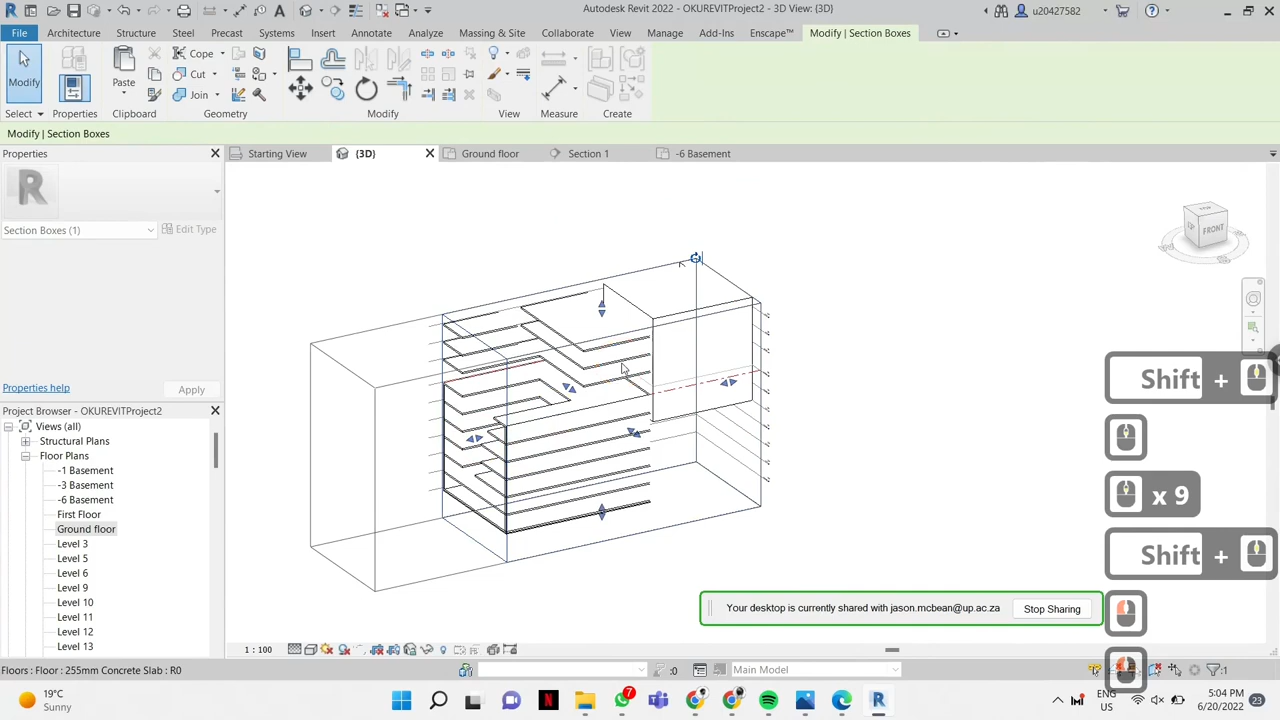 Autodesk Revit 2022 - OKUREVITProject2 - 3D View: {3D}
u20427582
File
Architecture
Structure
Steel
Precast
Systems
Insert
Annotate
Analyze
Massing & Site
Collaborate
View
Manage
Add-Ins
Enscape™
Modify | Section Boxes
Modify
Paste
Cope
Cut
Join
Select
Properties
Clipboard
Geometry
Modify
View
Measure
Create
Modify | Section Boxes
Properties
Starting View
{3D}
Ground floor
Section 1
-6 Basement
R
Section Boxes (1)
Edit Type
TOP
FRONT
Properties help
Apply
Project Browser - OKUREVITProject2
Views (all)
Structural Plans
Floor Plans
-1 Basement
-3 Basement
-6 Basement
First Floor
Ground floor
Level 3
Level 5
Level 6
Level 9
Level 10
Level 11
Level 12
Level 13
Shift +
x 9
Shift +
Your desktop is currently shared with jason.mcbean@up.ac.za
Stop Sharing
1 : 100
Floors : Floor : 255mm Concrete Slab : R0
:0
Main Model
:1
19°C
Sunny
7
R
ENG
US
5:04 PM
6/20/2022
23